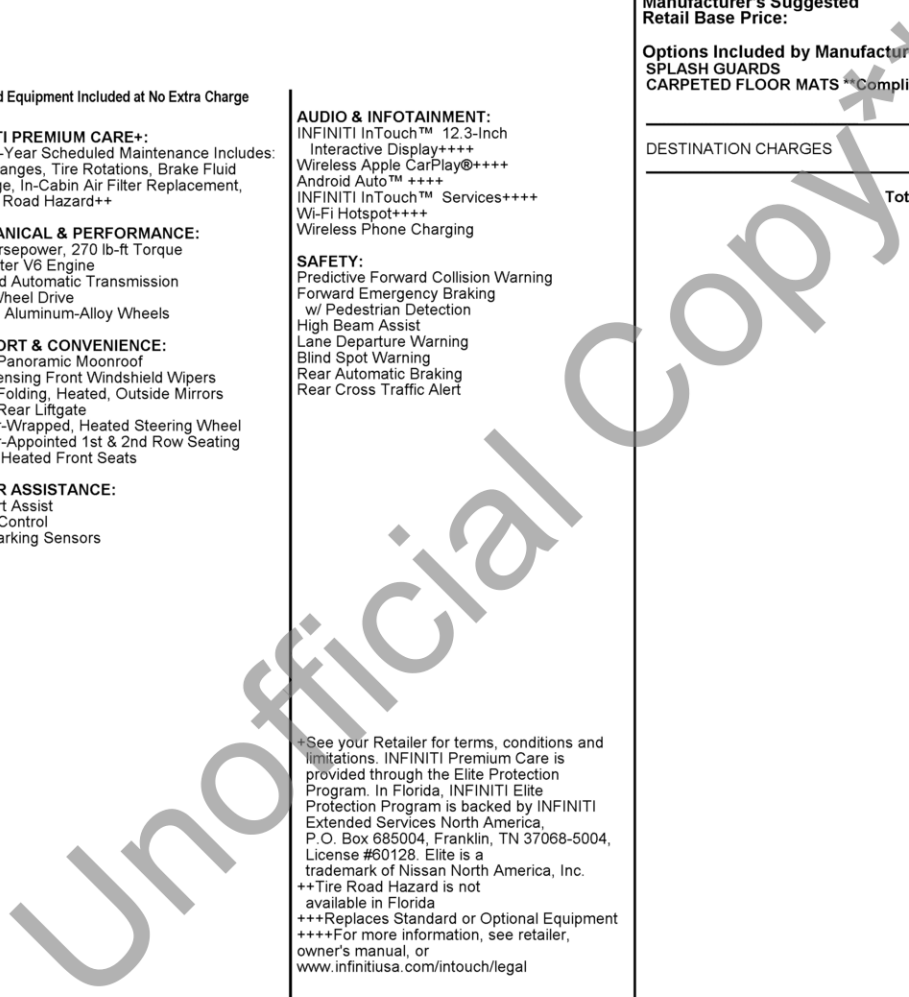 d Equipment Included at No Extra Charge
TI PREMIUM CARE+:
-Year Scheduled Maintenance Includes:
anges, Tire Rotations, Brake Fluid
ge, In-Cabin Air Filter Replacement,
Road Hazard++
ANICAL & PERFORMANCE:
rsepower, 270 lb-ft Torque
ter V6 Engine
d Automatic Transmission
Wheel Drive
Aluminum-Alloy Wheels
ORT & CONVENIENCE:
Panoramic Moonroof
ensing Front Windshield Wipers
Folding, Heated, Outside Mirrors
Rear Liftgate
r-Wrapped, Heated Steering Wheel
r-Appointed 1st & 2nd Row Seating
Heated Front Seats
R ASSISTANCE:
rt Assist
Control
arking Sensors
AUDIO & INFOTAINMENT:
INFINITI InTouch™ 12.3-Inch
Interactive Display++++
Wireless Apple CarPlay®++++
Android Auto™ ++++
INFINITI InTouch™ Services++++
Wi-Fi Hotspot++++
Wireless Phone Charging
SAFETY:
Predictive Forward Collision Warning
Forward Emergency Braking
w/ Pedestrian Detection
High Beam Assist
Lane Departure Warning
Blind Spot Warning
Rear Automatic Braking
Rear Cross Traffic Alert
+See your Retailer for terms, conditions and
limitations. INFINITI Premium Care is
provided through the Elite Protection
Program. In Florida, INFINITI Elite
Protection Program is backed by INFINITI
Extended Services North America,
P.O. Box 685004, Franklin, TN 37068-5004,
License #60128. Elite is a
trademark of Nissan North America, Inc.
++Tire Road Hazard is not
available in Florida
+++Replaces Standard or Optional Equipment
++++For more information, see retailer,
owner's manual, or
www.infinitiusa.com/intouch/legal
Manufacturer's Suggested
Retail Base Price:
Options Included by Manufactur
SPLASH GUARDS
CARPETED FLOOR MATS **Compli
DESTINATION CHARGES
Tot
Unofficial Copy**